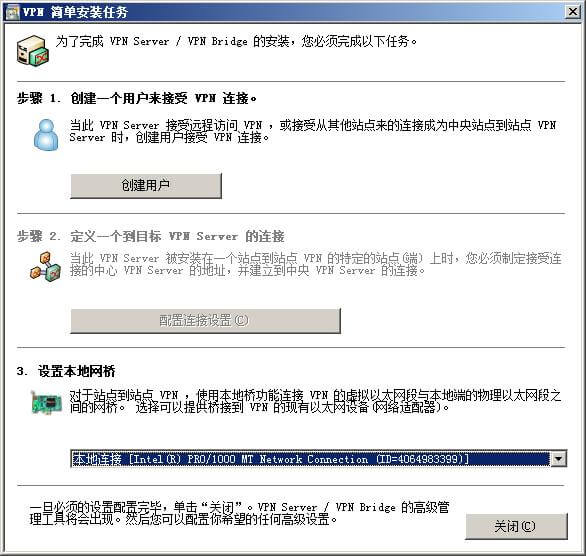 VPN 简单安装任务
为了完成 VPN Server / VPN Bridge 的安装，您必须完成以下任务。
步骤 1. 创建一个用户来接受 VPN 连接。
当此 VPN Server 接受远程访问 VPN ，或接受从其他站点来的连接成为中央站点到站点 VPN
Server 时，创建用户接受 VPN 连接。
创建用户
步骤 2. 定义一个到目标 VPN Server 的连接
当此 VPN Server 被安装在一个站点到站点 VPN 的特定的站点(端) 上时，您必须制定接受连
接的中心 VPN Server 的地址，并建立到中央 VPN Server 的连接。
配置连接设置(C)
3. 设置本地网桥
对于站点到站点 VPN ，使用本地桥功能连接 VPN 的虚拟以太网段与本地端的物理以太网段之
间的网桥。 选择可以提供桥接到 VPN 的现有以太网设备(网络适配器)。
本地连接 [Intel(R) PRO/1000 MT Network Connection (ID=4064983399)]
一旦必须的设置配置完毕，单击“关闭”。VPN Server / VPN Bridge 的高级管
理工具将会出现。然后您可以配置你希望的任何高级设置。
关闭(C)